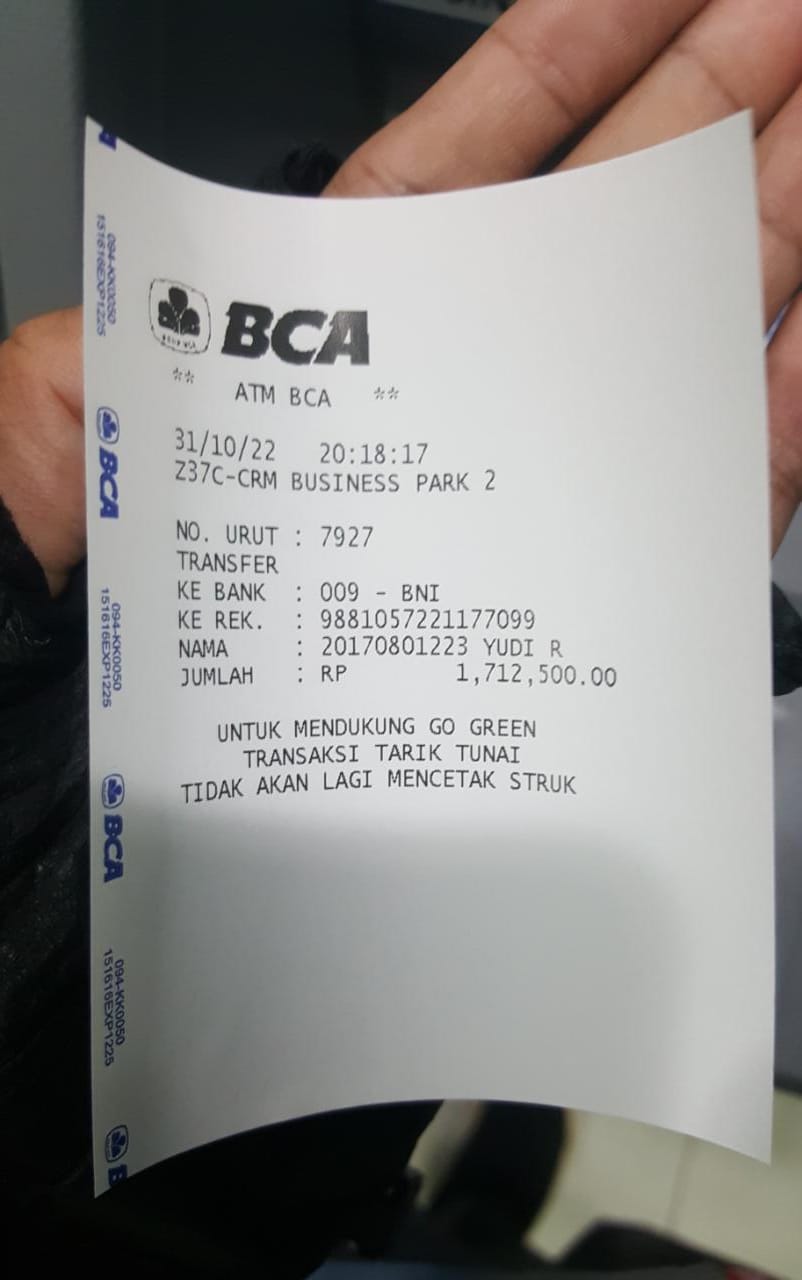 BCA
** ATM BCA **
31/10/22 20:18:17
Z37C-CRM BUSINESS PARK 2
NO. URUT : 7927
TRANSFER
KE BANK : 009 - BNI
KE REK. : 9881057221177099
NAMA : 20170801223 YUDI R
JUMLAH : RP 1,712,500.00
UNTUK MENDUKUNG GO GREEN
TRANSAKSI TARIK TUNAI
TIDAK AKAN LAGI MENCETAK STRUK
094-KK0050
151616EXP1225
BCA
094-KK0050
151616EXP1225
BCA
094-KK0050
151616EXP1225